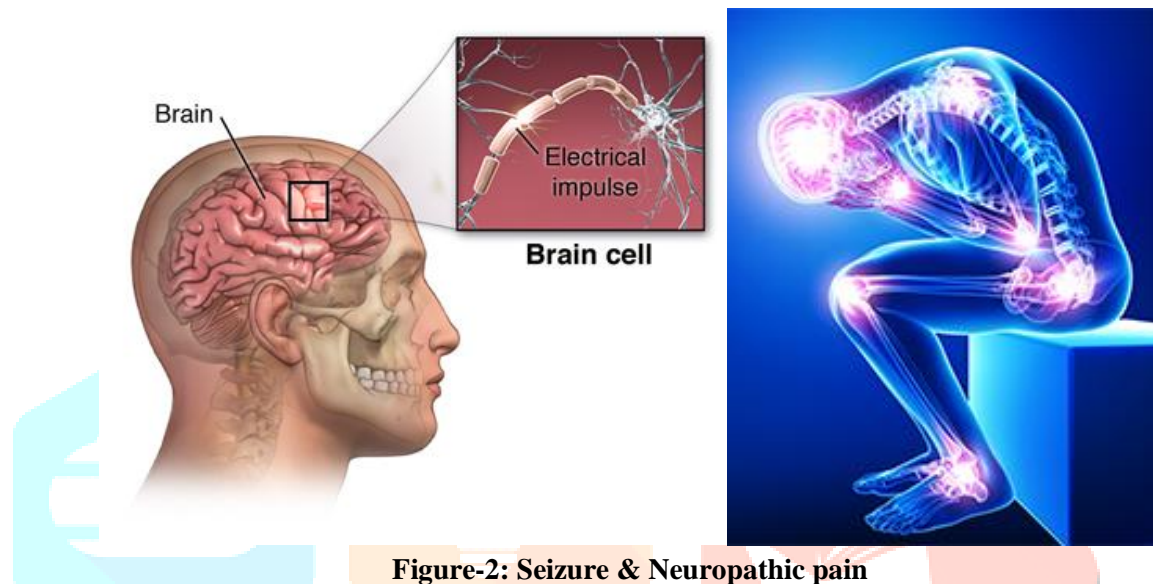 Brain
Electrical
impulse
Brain cell
Figure-2: Seizure & Neuropathic pain